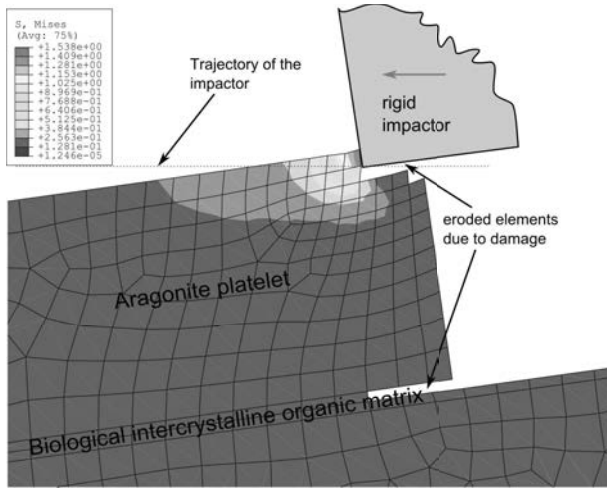 S, Mises
(Avg: 75%)
+1.538e+00
+1.409e+00
+1.281e+00
+1.153e+00
+1.025e+00
+8.969e-01
+7.688e-01
+6.406e-01
+5.125e-01
+3.844e-01
+2.563e-01
+1.281e-01
+1.246e-05
Trajectory of the
impactor
rigid
impactor
eroded elements
due to damage
Aragonite platelet
Biological intercrystalline organic matrix